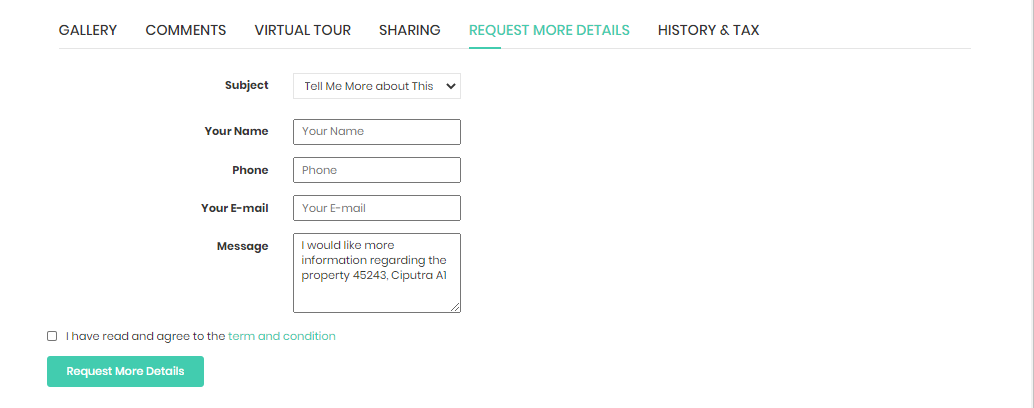 GALLERY COMMENTS VIRTUAL TOUR SHARING REQUEST MORE DETAILS HISTORY & TAX
Subject Tell Me More about This
Your Name Your Name
Phone Phone
Your E-mail Your E-mail
Message I would like more
information regarding the
property 45243, Ciputra A1
I have read and agree to the term and condition
Request More Details